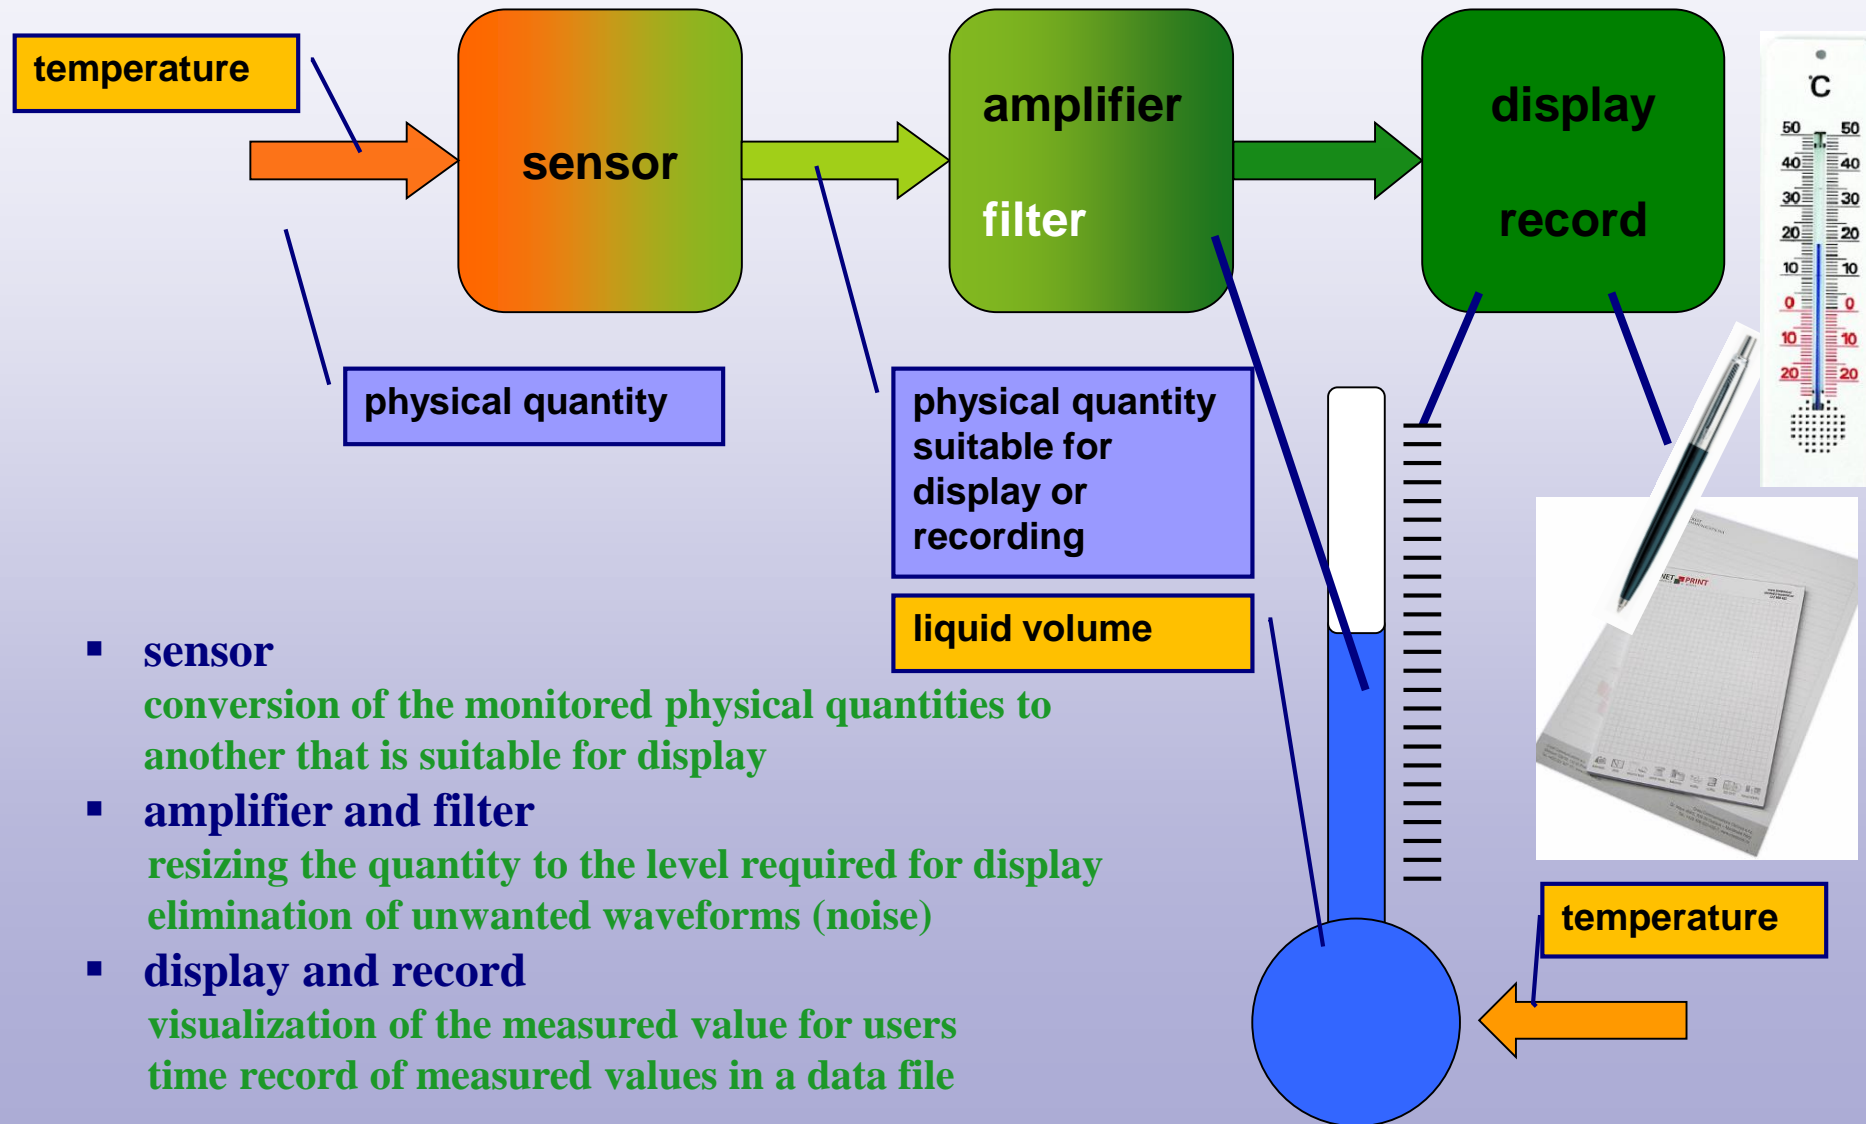 temperature
sensor
amplifier
filter
display
record
physical quantity
physical quantity
suitable for
display or
recording
liquid volume
°C
50 50
40 40
30 30
20 20
10 10
0 0
10 10
20 20
NET PRINT
temperature
▪ sensor
conversion of the monitored physical quantities to
another that is suitable for display
▪ amplifier and filter
resizing the quantity to the level required for display
elimination of unwanted waveforms (noise)
▪ display and record
visualization of the measured value for users
time record of measured values in a data file